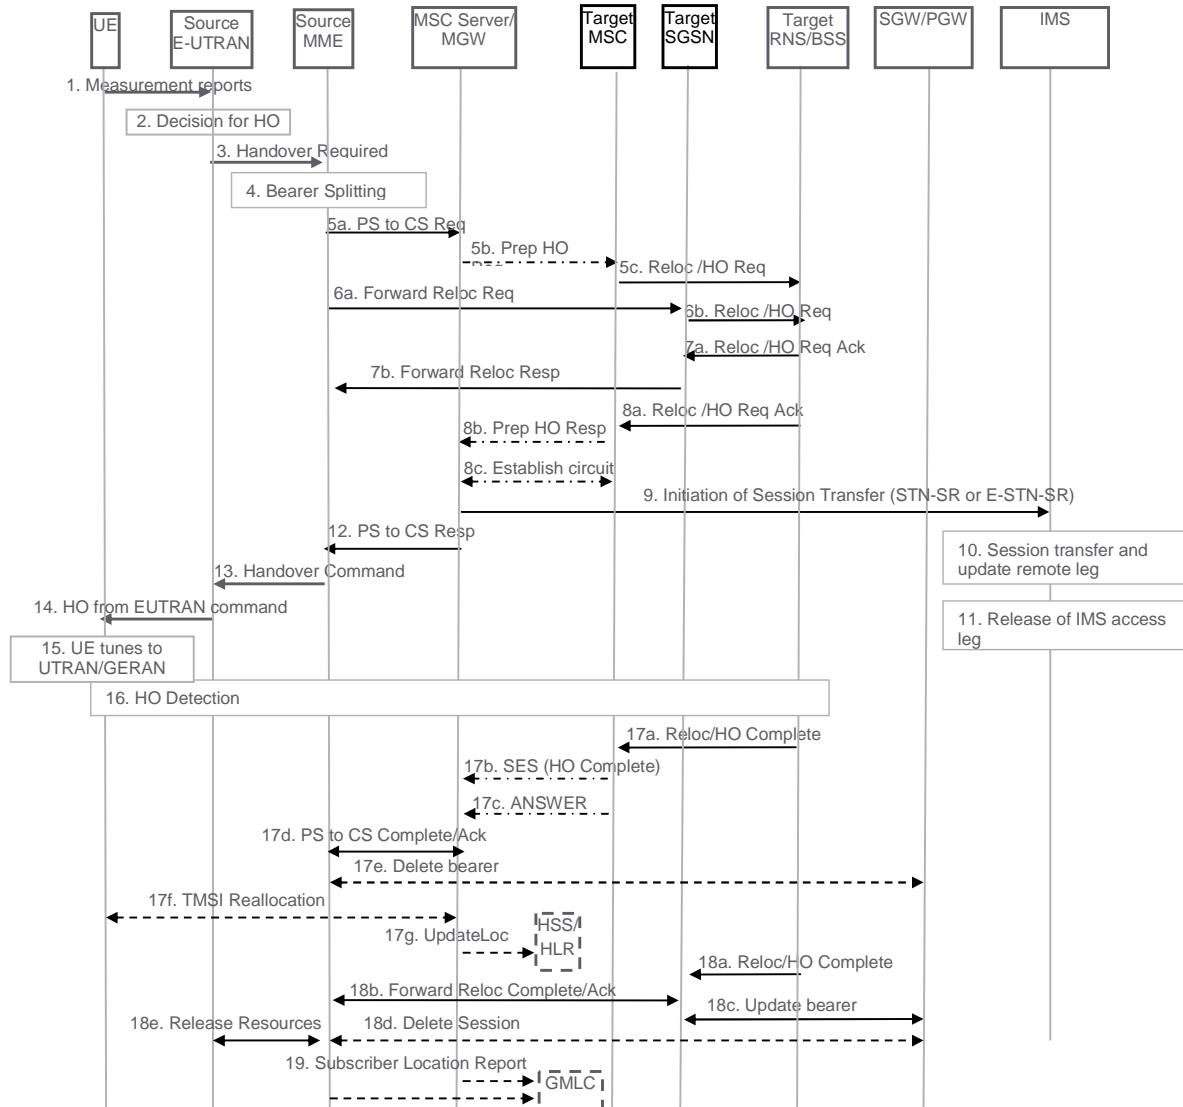 UE
Source
E-UTRAN
Source
MME
MSC Server/
MGW
Target
MSC
Target
SGSN
Target
RNS/BSS
SGW/PGW
IMS
1. Measurement reports
2. Decision for HO
3. Handover Required
4. Bearer Splitting
5a. PS to CS Req
5b. Prep HO
5c. Reloc /HO Req
6a. Forward Reloc Req
6b. Reloc /HO Req
7a. Reloc /HO Req Ack
7b. Forward Reloc Resp
8a. Reloc /HO Req Ack
8b. Prep HO Resp
8c. Establish circuit
9. Initiation of Session Transfer (STN-SR or E-STN-SR)
12. PS to CS Resp
10. Session transfer and
update remote leg
13. Handover Command
14. HO from EUTRAN command
11. Release of IMS access
leg
15. UE tunes to
UTRAN/GERAN
16. HO Detection
17a. Reloc/HO Complete
17b. SES (HO Complete)
17c. ANSWER
17d. PS to CS Complete/Ack
17e. Delete bearer
17f. TMSI Reallocation
HSS/
HLR
17g. UpdateLoc
18a. Reloc/HO Complete
18b. Forward Reloc Complete/Ack
18c. Update bearer
18e. Release Resources
18d. Delete Session
19. Subscriber Location Report
GMLC